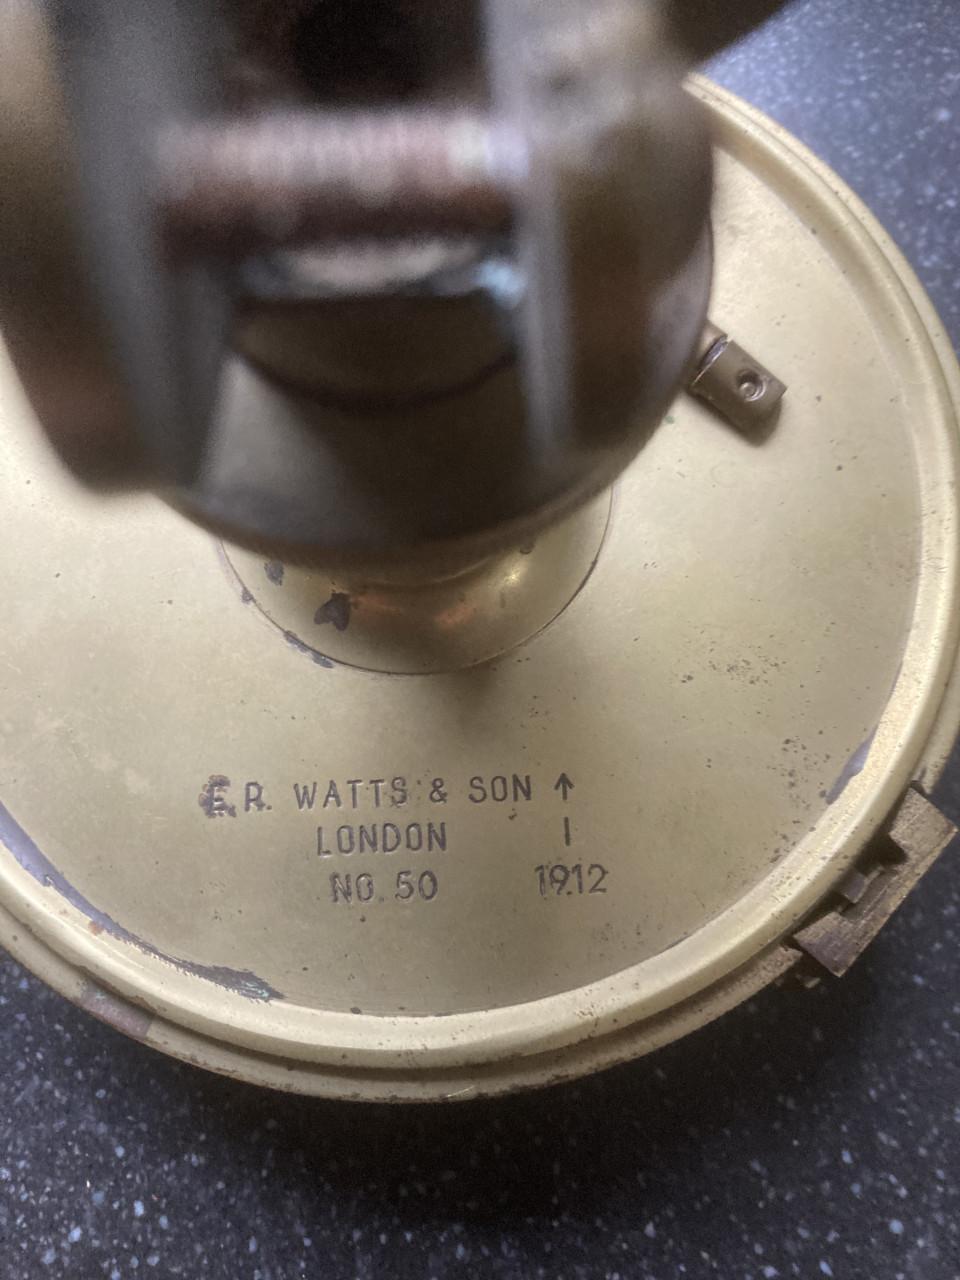 E.R. WATTS & SON ↑
LONDON I
NO. 50 1912